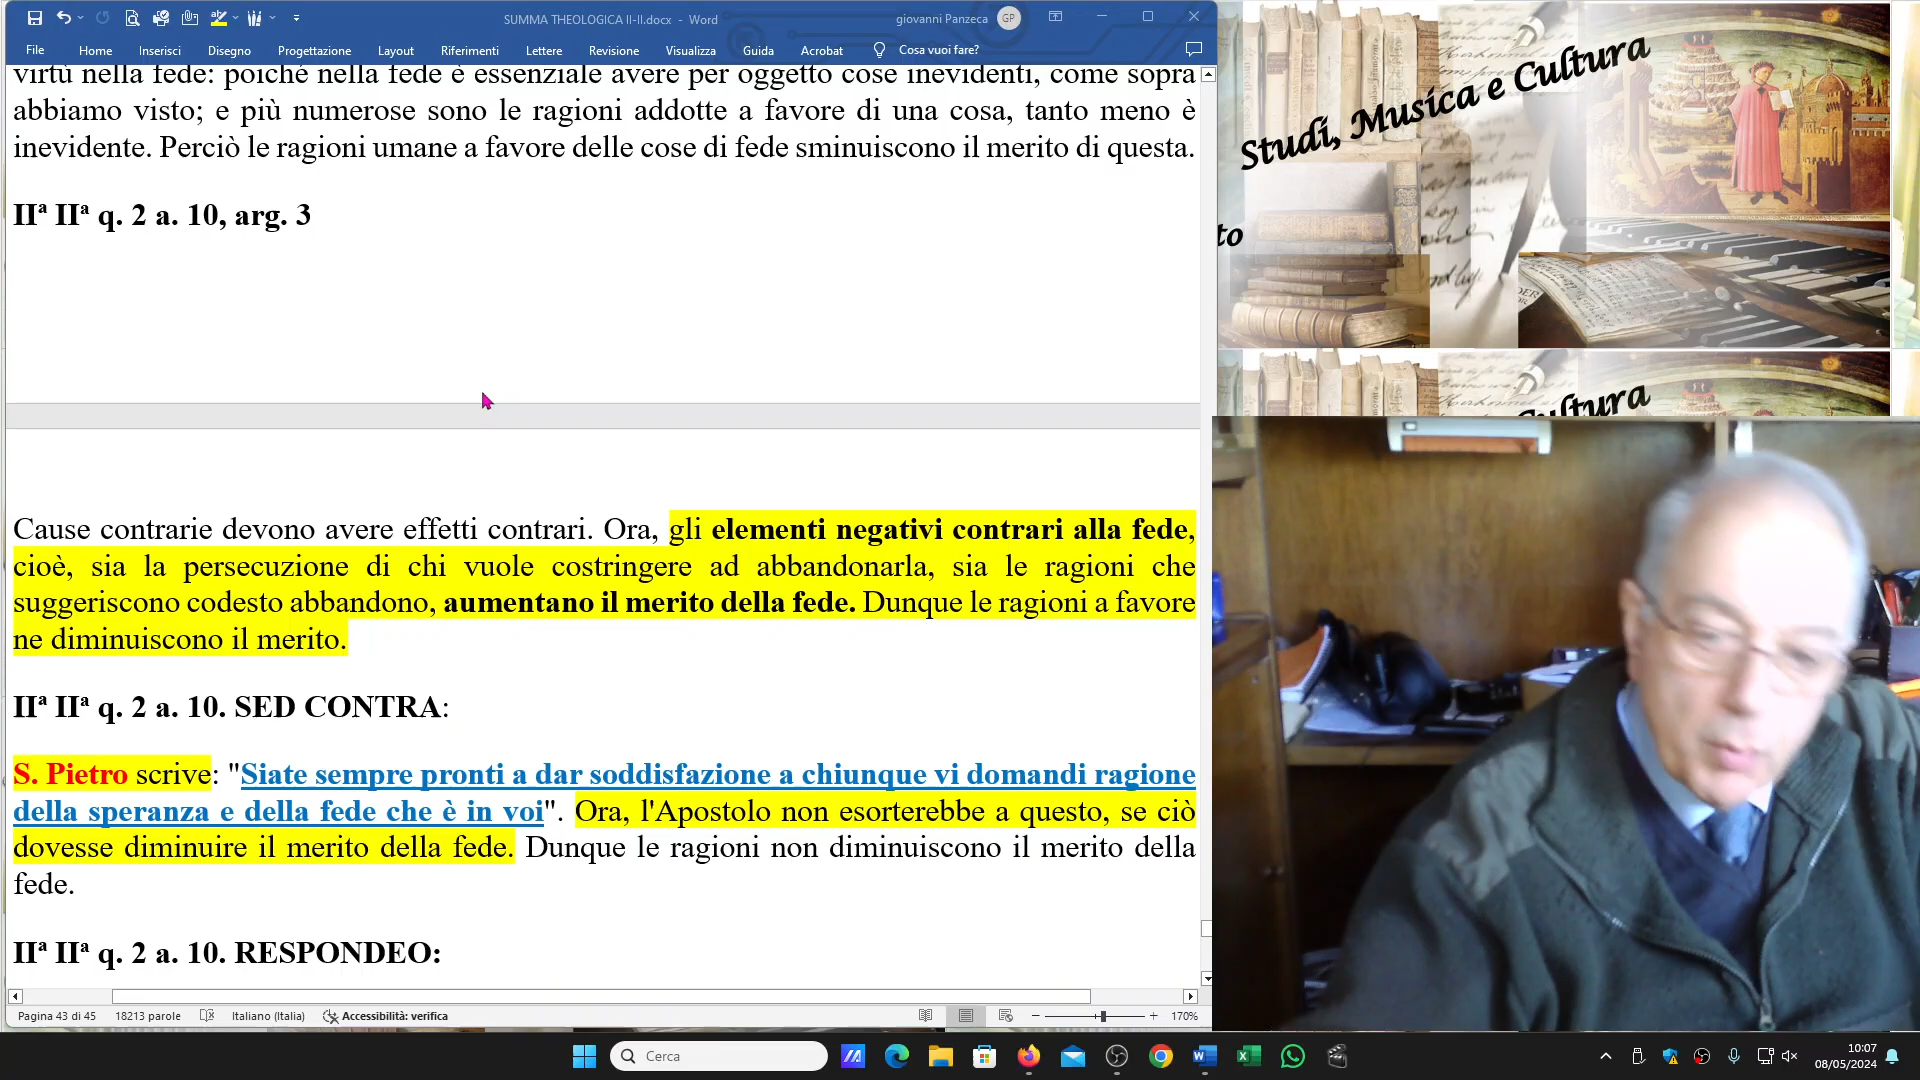 SUMMA THEOLOGICA II-II.docx - Word
giovanni Panzeca
GP
File Home Inserisci Disegno Progettazione Layout Riferimenti Lettere Revisione Visualizza Guida Acrobat Cosa vuoi fare?
virtù nella fede: poiché nella fede è essenziale avere per oggetto cose inevidenti, come sopra
abbiamo visto; e più numerose sono le ragioni addotte a favore di una cosa, tanto meno è
inevidente. Perciò le ragioni umane a favore delle cose di fede sminuiscono il merito di questa.
IIª IIª q. 2 a. 10, arg. 3
Cause contrarie devono avere effetti contrari. Ora, gli elementi negativi contrari alla fede,
cioè, sia la persecuzione di chi vuole costringere ad abbandonarla, sia le ragioni che
suggeriscono codesto abbandono, aumentano il merito della fede. Dunque le ragioni a favore
ne diminuiscono il merito.
IIª IIª q. 2 a. 10. SED CONTRA:
S. Pietro scrive: "Siate sempre pronti a dar soddisfazione a chiunque vi domandi ragione
della speranza e della fede che è in voi". Ora, l'Apostolo non esorterebbe a questo, se ciò
dovesse diminuire il merito della fede. Dunque le ragioni non diminuiscono il merito della
fede.
IIª IIª q. 2 a. 10. RESPONDEO:
Pagina 43 di 45 18213 parole Italiano (Italia) Accessibilità: verifica 170%
Studi, Musica e Cultura
to
Cultura
Cerca
10:07
08/05/2024